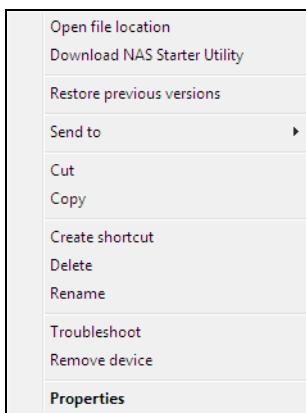 Open file location
Download NAS Starter Utility
Restore previous versions
Send to
Cut
Copy
Create shortcut
Delete
Rename
Troubleshoot
Remove device
Properties